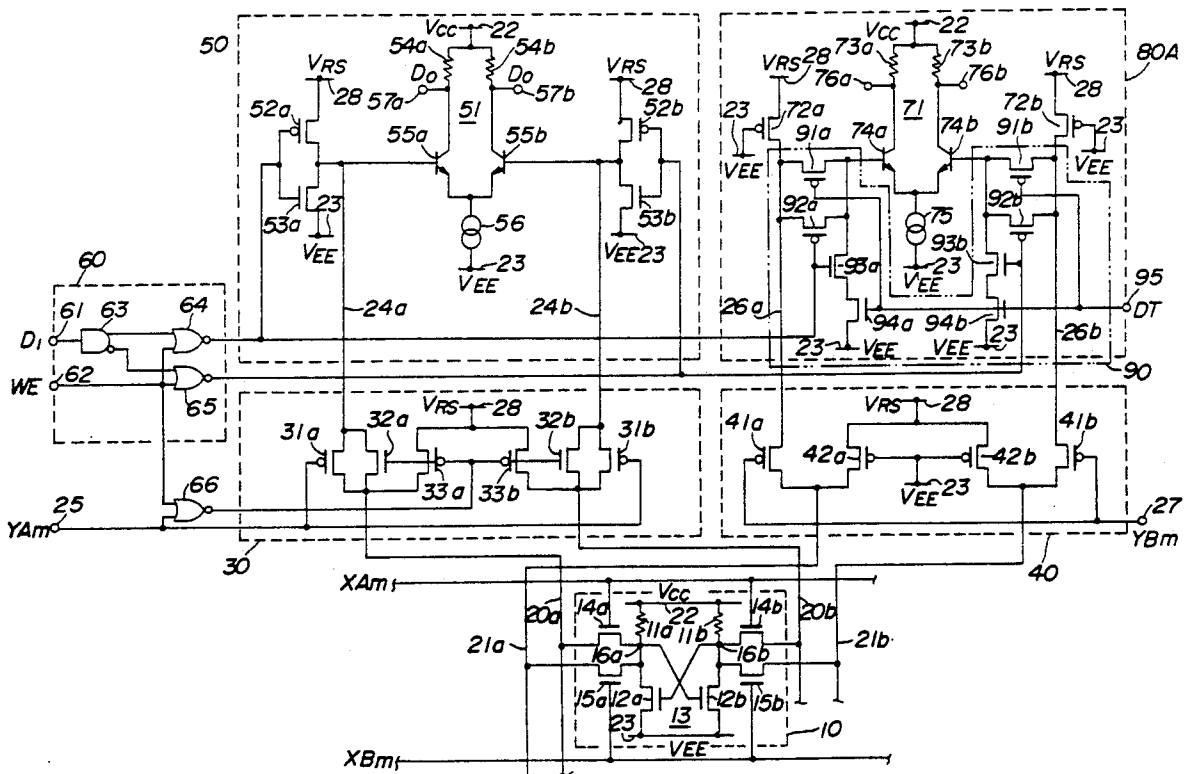 50
VCC 22
54a 54b
VRS
28
Do Do
57a 57b
VRS
28
52a
51
52b
55a 55b
53a
23
VEE
53b
56
VEE 23
23
VEE
24a
24b
VCC 22
73a 73b
80A
VRS
28
76a 76b
VRS
28
72a
71
72b
23
VEE
91a
74a 74b
91b
23
VEE
92a
75
92b
93b
93a
23
VEE
26a
94a
94b
23
95
DT
23 VEE
VEE
26b
90
60
61 63 64
DI
WE 62
65
66
25
YAm
VRS 28
31a 32a 32b 31b
33a 33b
30
VRS 28
41a 41b
42a 42b
23
VEE
27
YBm
40
XAm
20a
14a
VCC
22
14b
20b
11a 11b
21a
16a 16b
21b
15a 12a 12b 15b
13
23
VEE
10
XBm